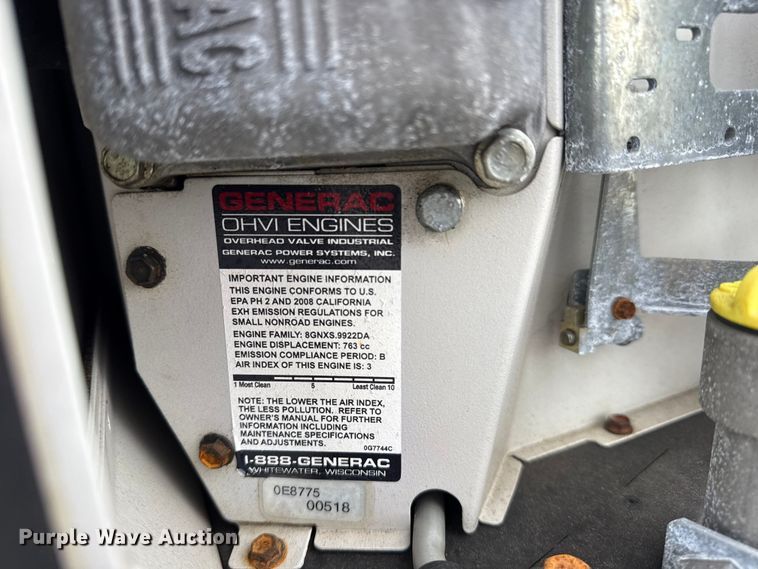 AC
GENERAC
OHVI ENGINES
OVERHEAD VALVE INDUSTRIAL
GENERAC POWER SYSTEMS, INC.
www.generac.com
IMPORTANT ENGINE INFORMATION
THIS ENGINE CONFORMS TO U.S.
EPA PH 2 AND 2008 CALIFORNIA
EXH EMISSION REGULATIONS FOR
SMALL NONROAD ENGINES.
ENGINE FAMILY: 8GNXS.9922DA
ENGINE DISPLACEMENT: 763 cc
EMISSION COMPLIANCE PERIOD: B
AIR INDEX OF THIS ENGINE IS: 3
1 Most Clean 5 Least Clean 10
NOTE: THE LOWER THE AIR INDEX,
THE LESS POLLUTION. REFER TO
OWNER'S MANUAL FOR FURTHER
INFORMATION INCLUDING
MAINTENANCE SPECIFICATIONS
AND ADJUSTMENTS.
0G7744C
1-888-GENERAC
WHITEWATER, WISCONSIN
0E8775
00518
Purple Wave Auction